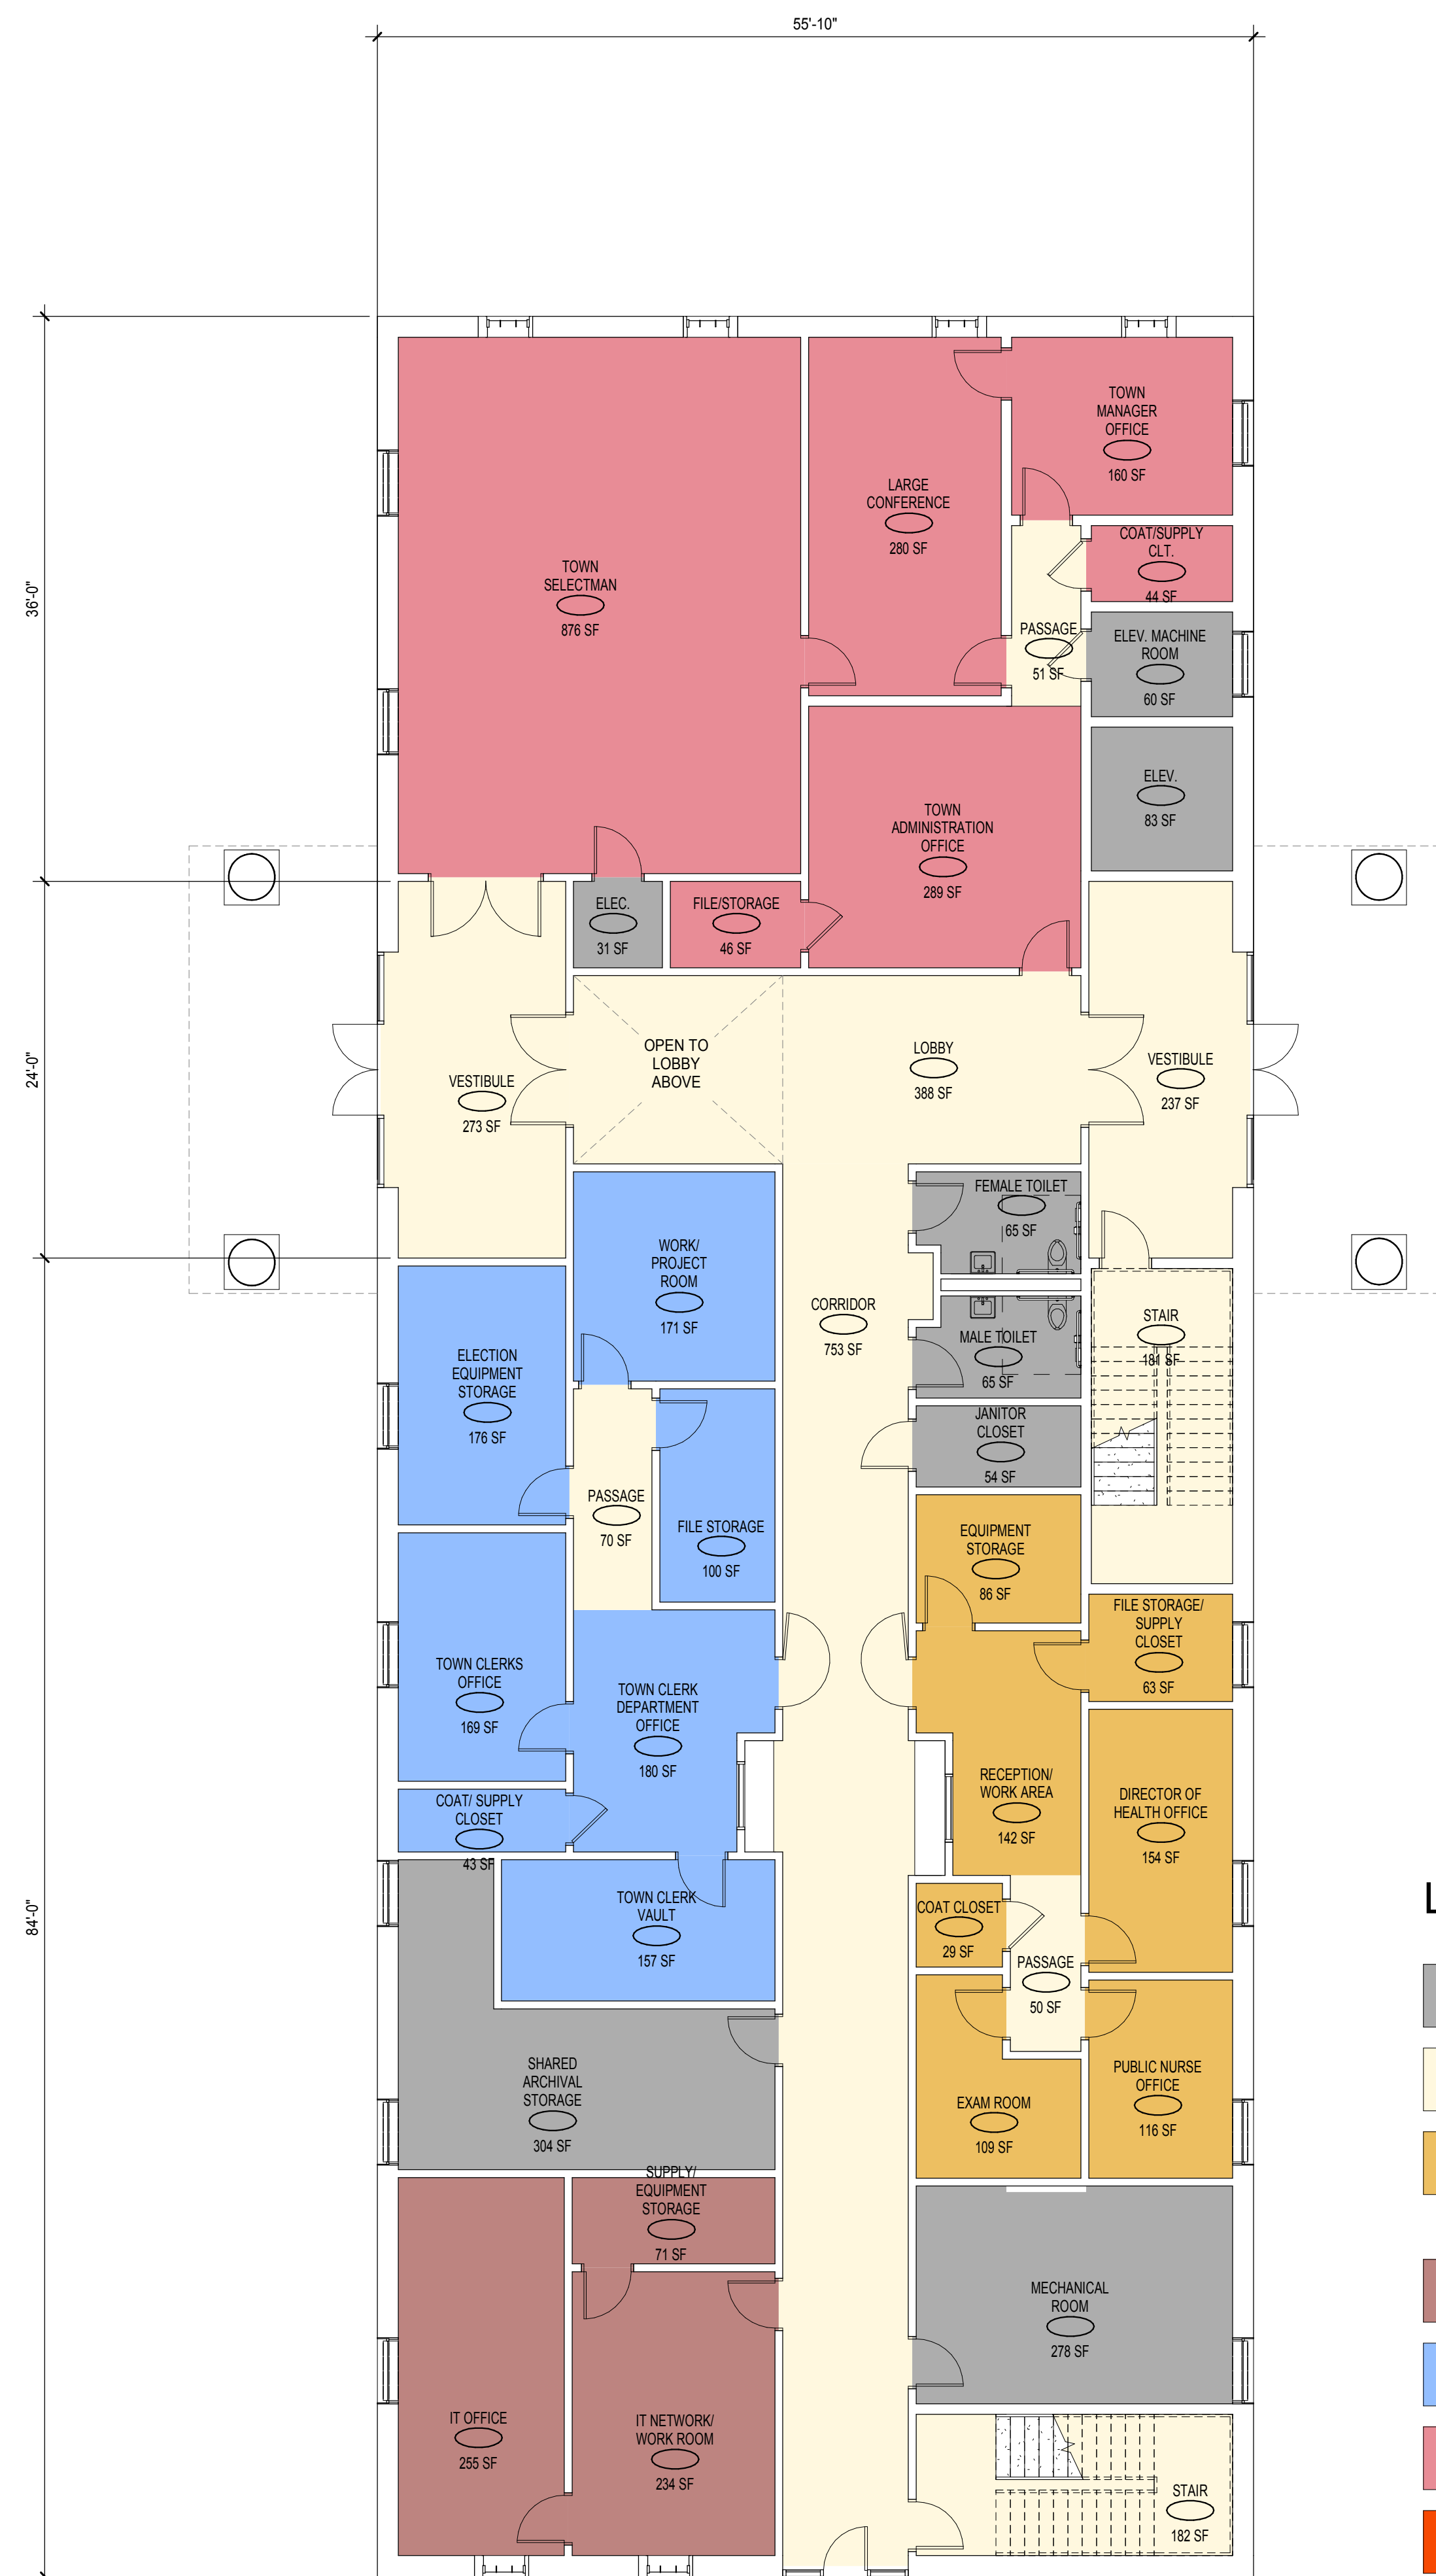 55'-10"
36'-0"
24'-0"
84'-0"
TOWN
SELECTMAN
876 SF
LARGE
CONFERENCE
280 SF
TOWN
MANAGER
OFFICE
160 SF
COAT/SUPPLY
CLT.
44 SF
PASSAGE
51 SF
ELEV. MACHINE
ROOM
60 SF
ELEV.
83 SF
TOWN
ADMINISTRATION
OFFICE
289 SF
ELEC.
31 SF
FILE/STORAGE
46 SF
VESTIBULE
273 SF
OPEN TO
LOBBY
ABOVE
LOBBY
388 SF
VESTIBULE
237 SF
WORK/
PROJECT
ROOM
171 SF
FEMALE TOILET
65 SF
CORRIDOR
753 SF
MALE TOILET
65 SF
STAIR
181 SF
ELECTION
EQUIPMENT
STORAGE
176 SF
JANITOR
CLOSET
54 SF
PASSAGE
70 SF
FILE STORAGE
100 SF
EQUIPMENT
STORAGE
86 SF
FILE STORAGE/
SUPPLY
CLOSET
63 SF
TOWN CLERKS
OFFICE
169 SF
TOWN CLERK
DEPARTMENT
OFFICE
180 SF
RECEPTION/
WORK AREA
142 SF
DIRECTOR OF
HEALTH OFFICE
154 SF
COAT/ SUPPLY
CLOSET
43 SF
TOWN CLERK
VAULT
157 SF
COAT CLOSET
29 SF
PASSAGE
50 SF
SHARED
ARCHIVAL
STORAGE
304 SF
EXAM ROOM
109 SF
PUBLIC NURSE
OFFICE
116 SF
SUPPLY/
EQUIPMENT
STORAGE
71 SF
MECHANICAL
ROOM
278 SF
IT OFFICE
255 SF
IT NETWORK/
WORK ROOM
234 SF
STAIR
182 SF
L